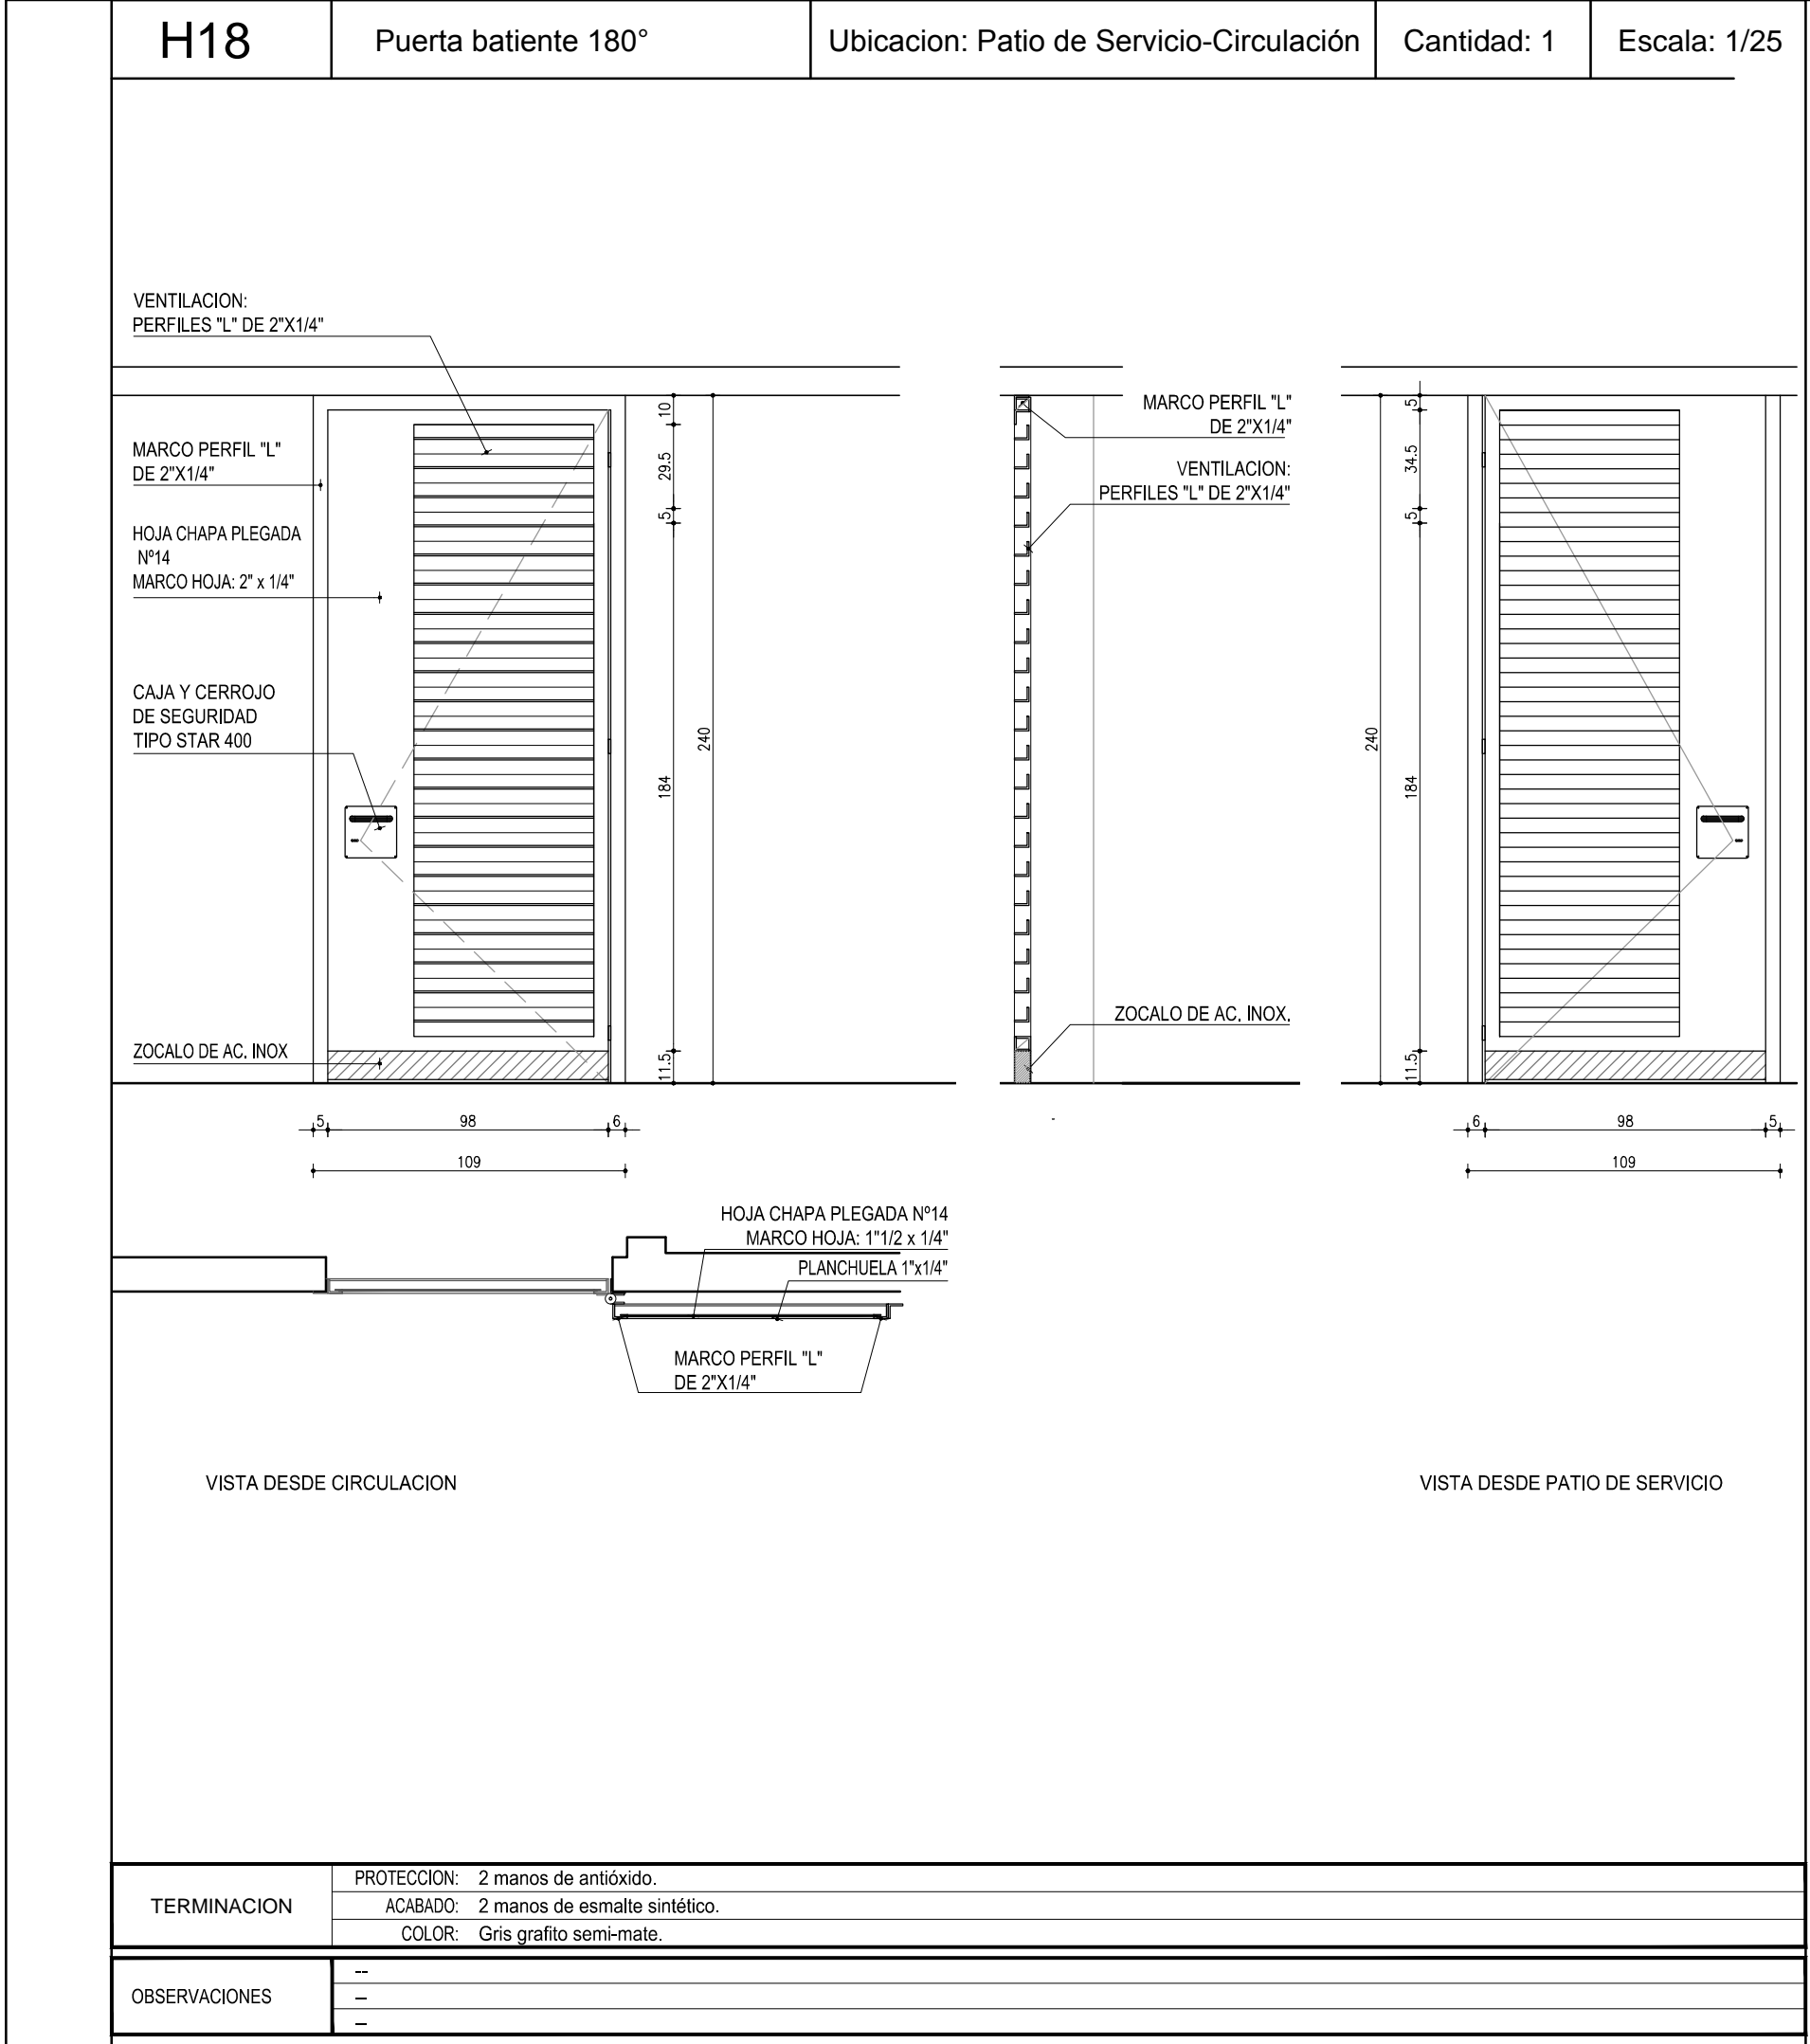 H18
Puerta batiente 180°
Ubicacion: Patio de Servicio-Circulación
Cantidad: 1
Escala: 1/25
VENTILACION:
PERFILES "L" DE 2"X1/4"
MARCO PERFIL "L"
DE 2"X1/4"
HOJA CHAPA PLEGADA
Nº14
MARCO HOJA: 2" x 1/4"
CAJA Y CERROJO
DE SEGURIDAD
TIPO STAR 400
ZOCALO DE AC. INOX
10
29.5
5
184
11.5
240
5
98
6
109
MARCO PERFIL "L"
DE 2"X1/4"
VENTILACION:
PERFILES "L" DE 2"X1/4"
ZOCALO DE AC. INOX.
5
34.5
5
184
11.5
240
6
98
5
109
HOJA CHAPA PLEGADA Nº14
MARCO HOJA: 1"1/2 x 1/4"
PLANCHUELA 1"x1/4"
MARCO PERFIL "L"
DE 2"X1/4"
VISTA DESDE CIRCULACION
VISTA DESDE PATIO DE SERVICIO
TERMINACION
PROTECCION: 2 manos de antióxido.
ACABADO: 2 manos de esmalte sintético.
COLOR: Gris grafito semi-mate.
OBSERVACIONES
--
–
–